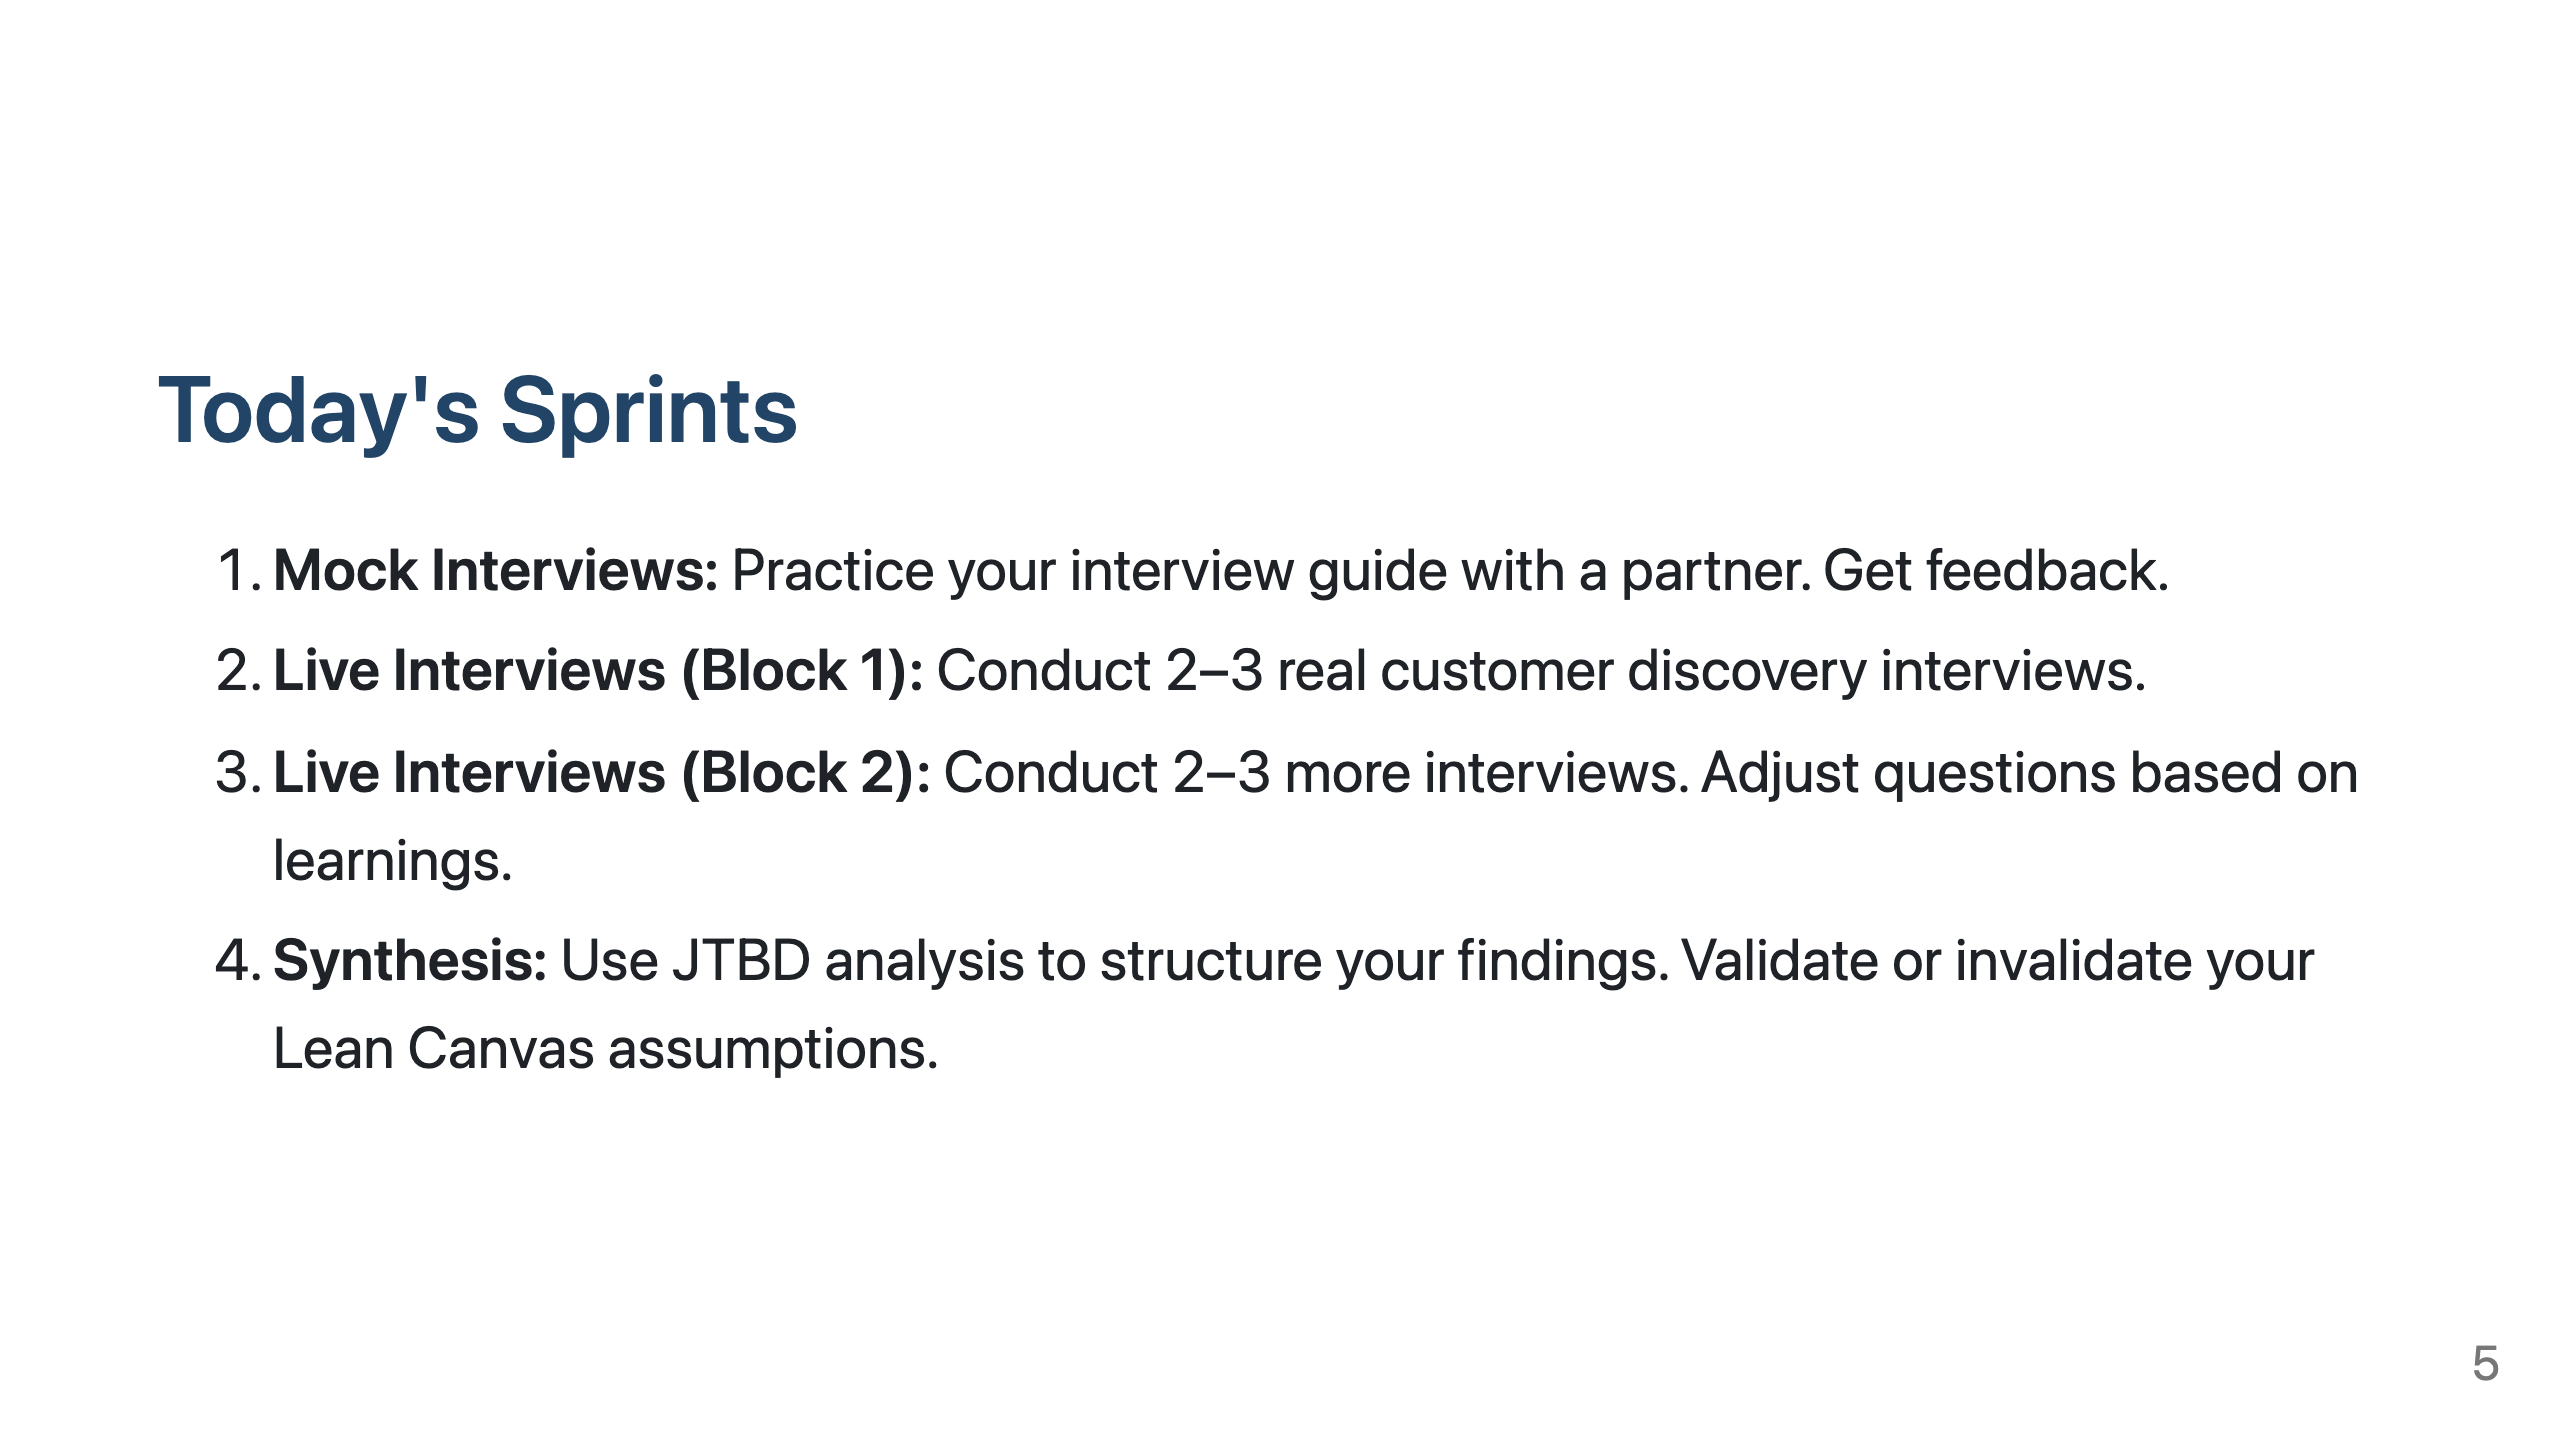 Today's Sprints
1. Mock Interviews: Practice your interview guide with a partner. Get feedback.
2. Live Interviews (Block 1): Conduct 2–3 real customer discovery interviews.
3. Live Interviews (Block 2): Conduct 2–3 more interviews. Adjust questions based on
learnings.
4. Synthesis: Use JTBD analysis to structure your findings. Validate or invalidate your
Lean Canvas assumptions.
5